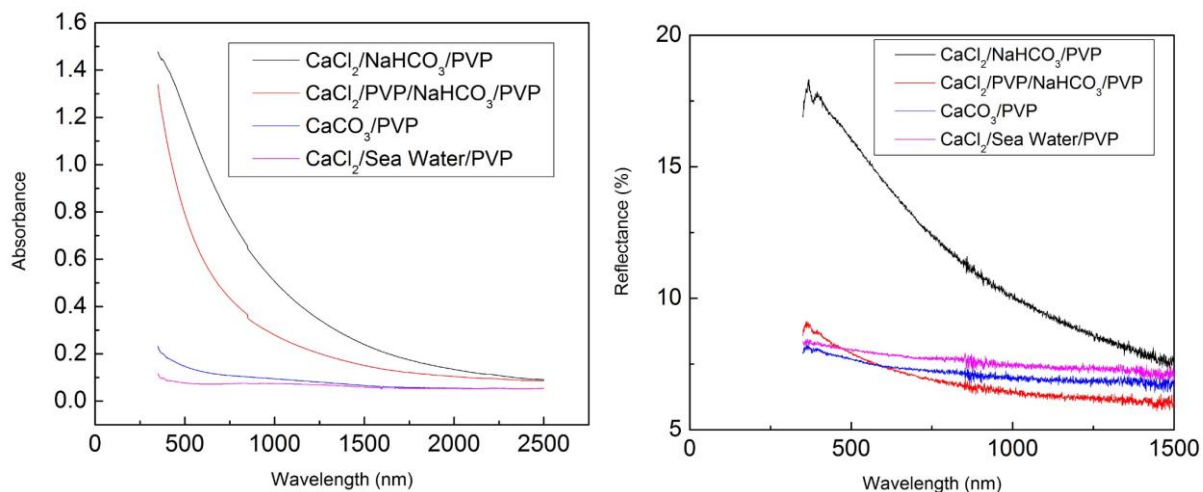 1.6
1.4
1.2
1.0
0.8
0.6
0.4
0.2
0.0
Absorbance
CaCl₂/NaHCO₃/PVP
CaCl₂/PVP/NaHCO₃/PVP
CaCO₃/PVP
CaCl₂/Sea Water/PVP
0 500 1000 1500 2000 2500
Wavelength (nm)
20
15
10
5
Reflectance (%)
CaCl₂/NaHCO₃/PVP
CaCl₂/PVP/NaHCO₃/PVP
CaCO₃/PVP
CaCl₂/Sea Water/PVP
0 500 1000 1500
Wavelength (nm)